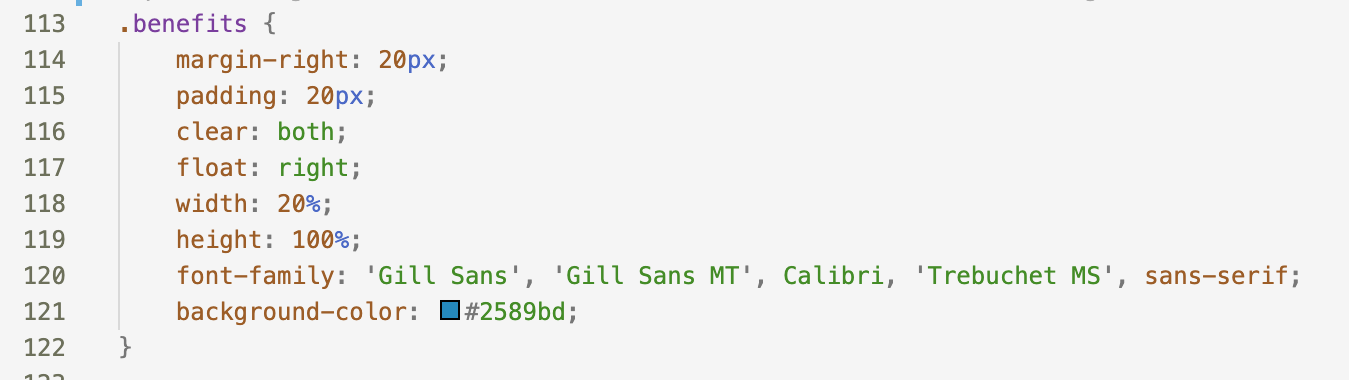 113 .benefits {
114 margin-right: 20px;
115 padding: 20px;
116 clear: both;
117 float: right;
118 width: 20%;
119 height: 100%;
120 font-family: 'Gill Sans', 'Gill Sans MT', Calibri, 'Trebuchet MS', sans-serif;
121 background-color: #2589bd;
122 }